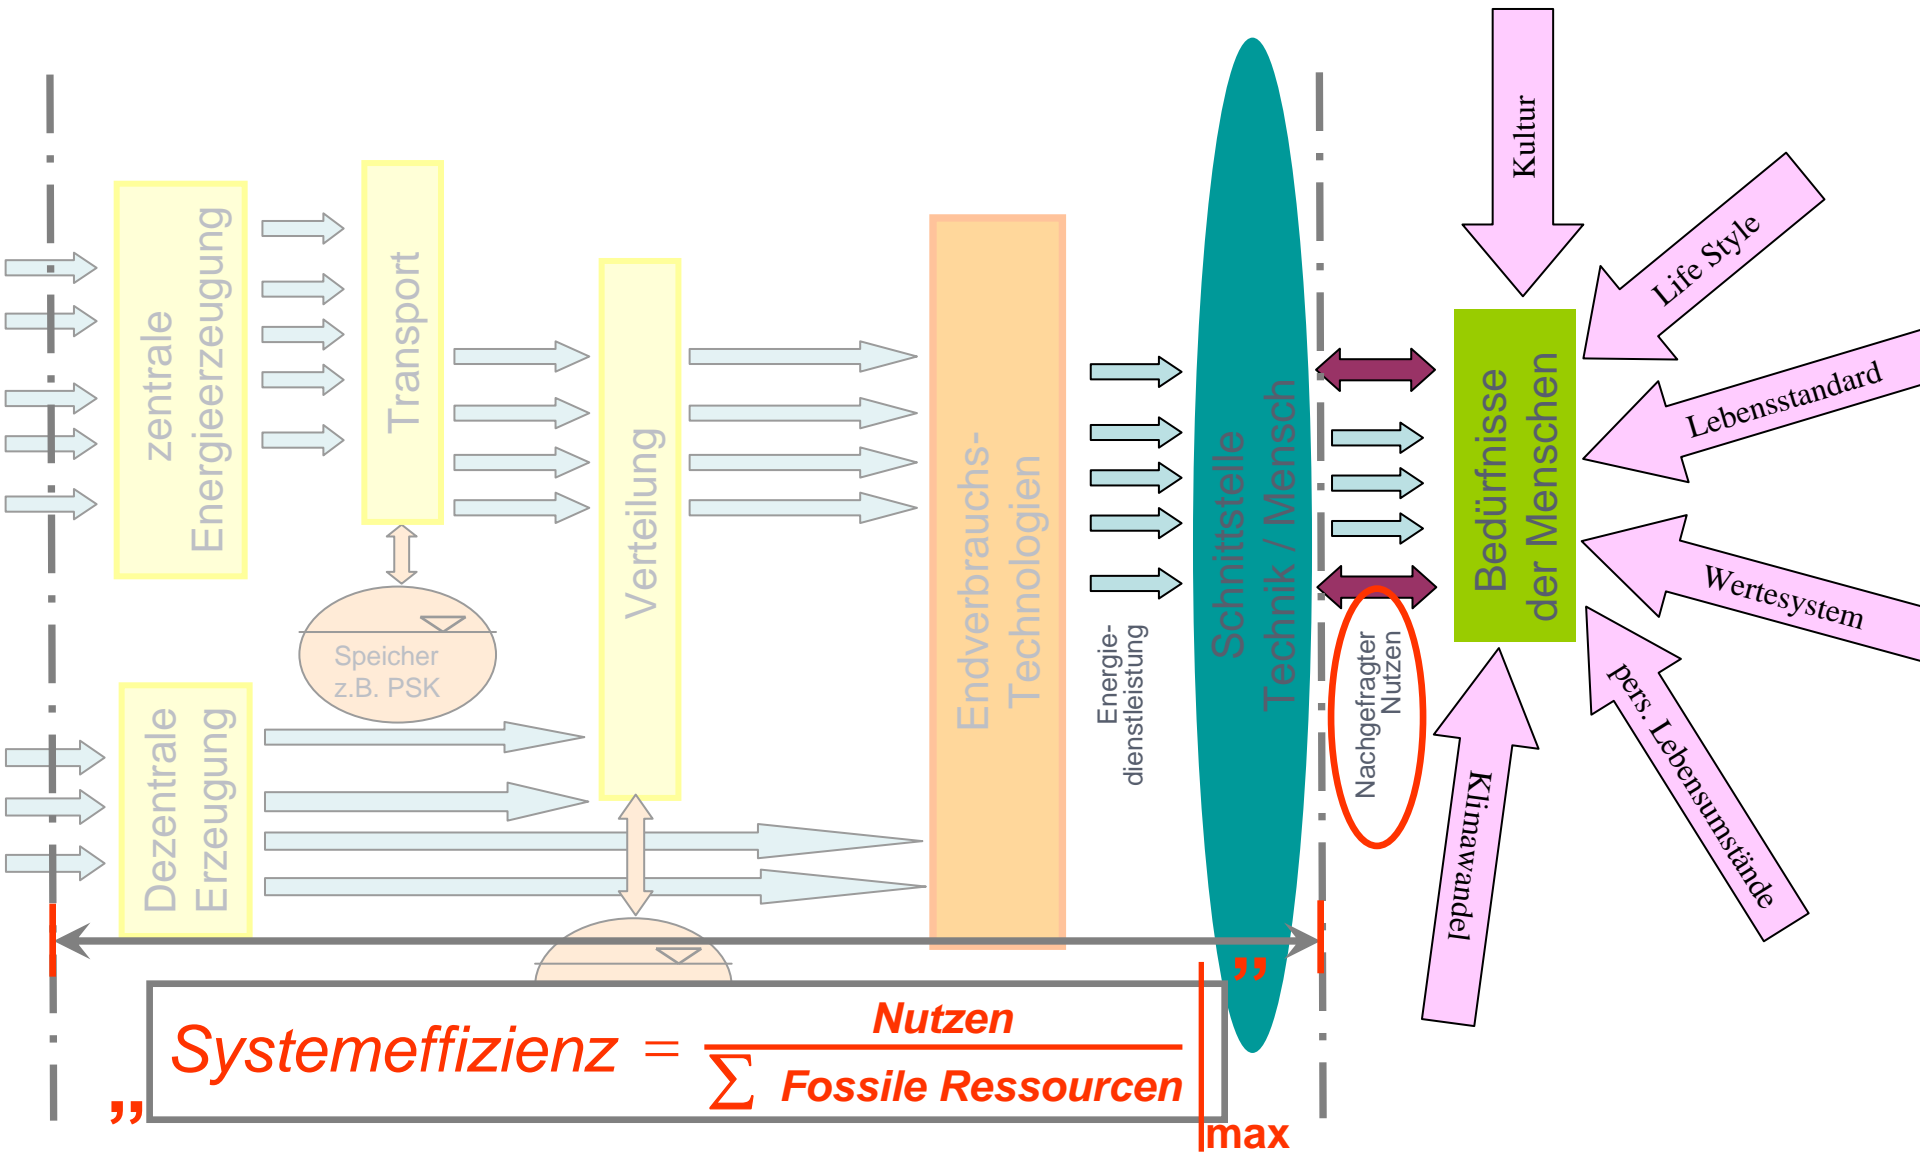 zentrale
Energieerzeugung
Transport
Verteilung
Speicher
z.B. PSK
Dezentrale
Erzeugung
Endverbrauchs-
Technologien
Energie-
dienstleistung
Schnittstelle
Technik / Mensch
Nachgefragter
Nutzen
Bedürfnisse
der Menschen
Kultur
Life Style
Lebensstandard
Wertesystem
pers. Lebensumstände
Klimawandel
„Systemeffizienz = Nutzen
∑ Fossile Ressourcen
”
max